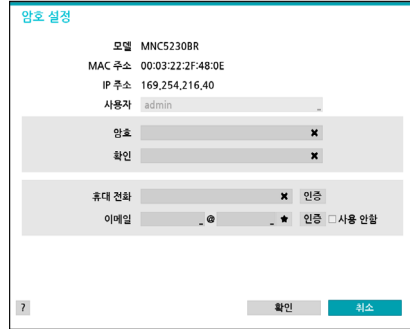 암호 설정
모델 MNC5230BR
MAC 주소 00:03:22:2F:48:0E
IP 주소 169,254,216,40
사용자 admin
암호
확인
휴대 전화 인증
이메일 _ @ _ 인증 사용 안함
? 확인 취소